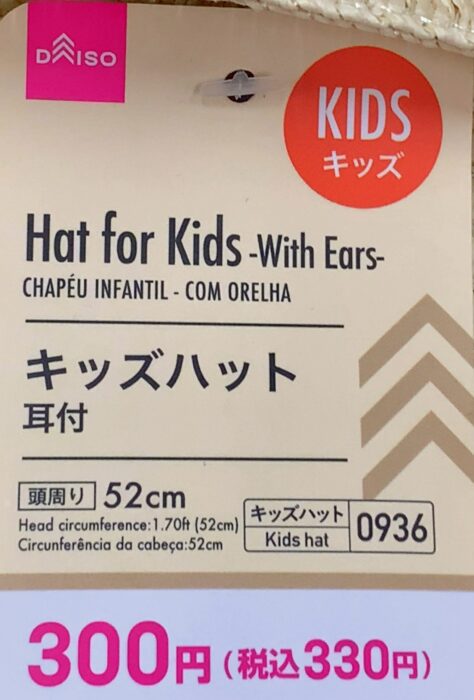 DAISO
KIDS
キッズ
Hat for Kids -With Ears-
CHAPÉU INFANTIL - COM ORELHA
キッズハット
耳付
頭周り 52cm
Head circumference:1.70ft (52cm)
Circunferência da cabeça:52cm
キッズハット
Kids hat
0936
300円(税込330円)